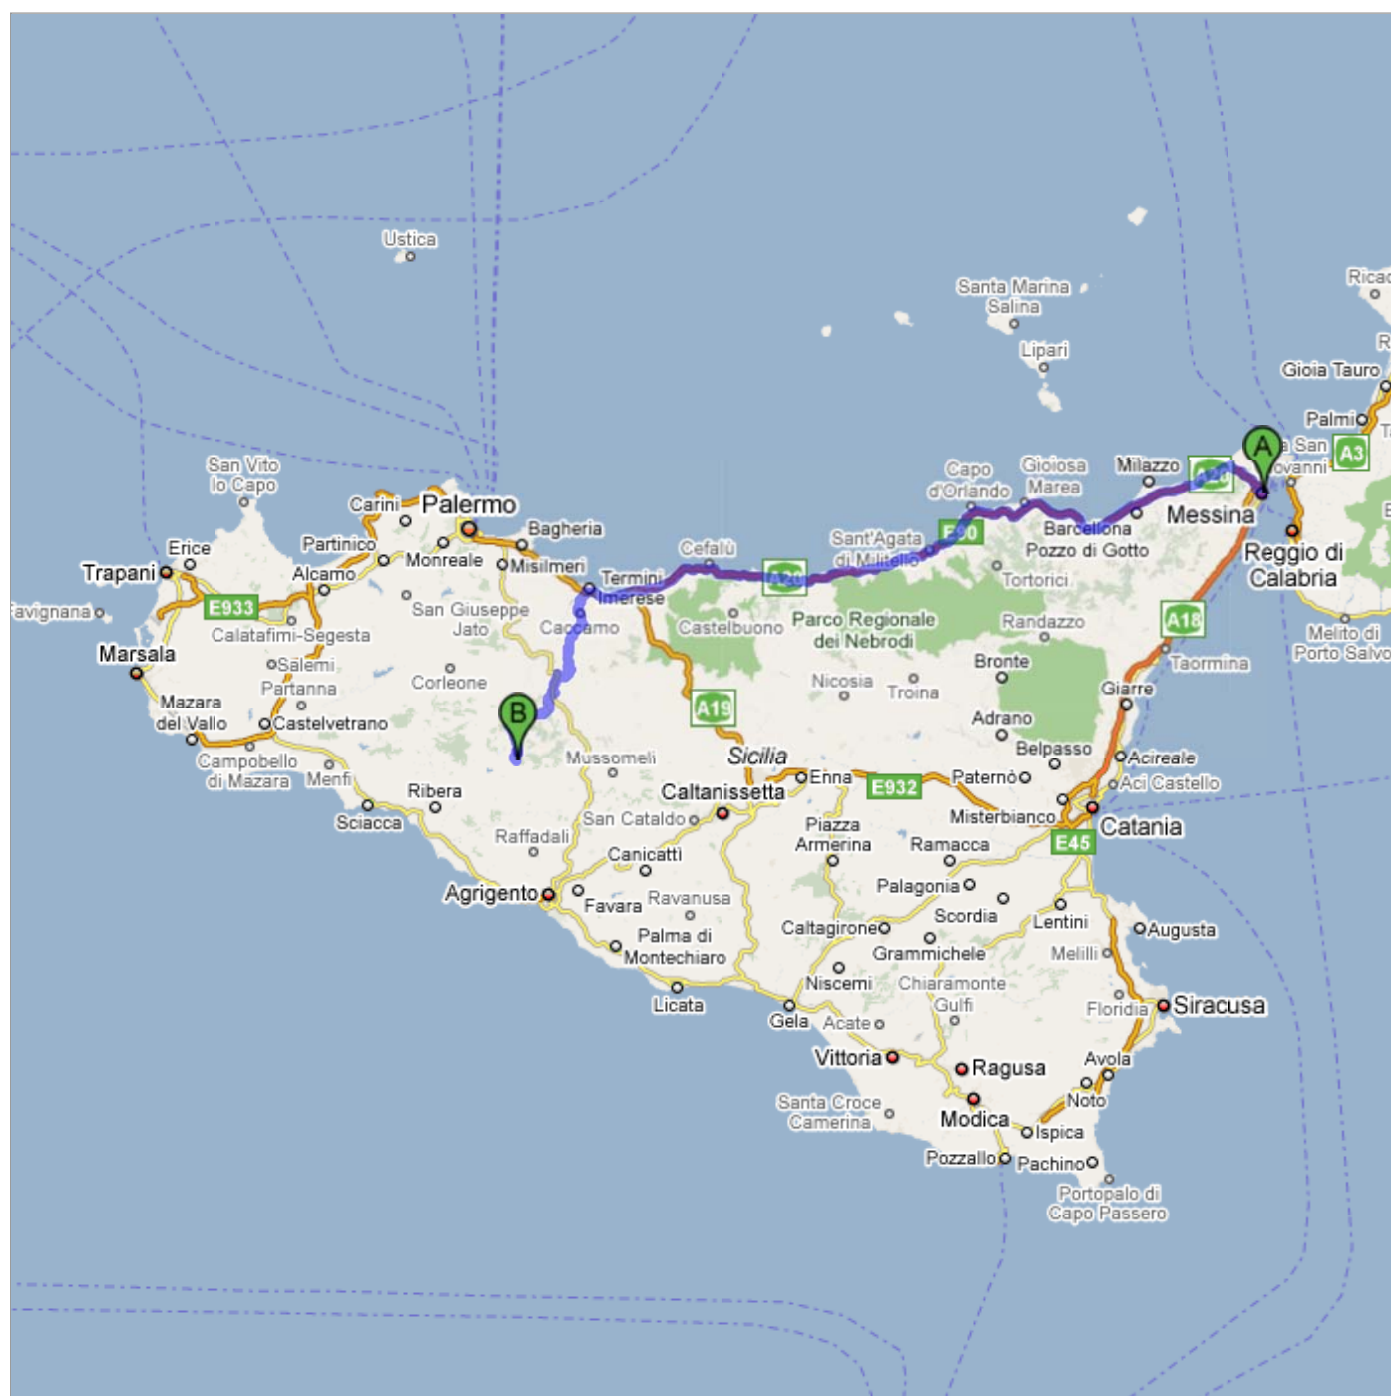 Ustica
Santa Marina
Salina
Lipari
Gioia Tauro
Palmi
A3
A
San Vito
lo Capo
Carini
Palermo
Bagheria
Partinico
Monreale
Misilmeri
Erice
Trapani
Alcamo
E933
Calatafimi-Segesta
San Giuseppe
Jato
Termini
Imerese
Caccamo
Cefalù
A20
Castelbuono
Sant'Agata
di Militello
E90
Capo
d'Orlando
Gioiosa
Marea
Milazzo
A20
Messina
Barcellona
Pozzo di Gotto
Reggio di
Calabria
Tortorici
Parco Regionale
dei Nebrodi
Randazzo
A18
Melito di
Porto Salvo
Taormina
Marsala
Salemi
Partanna
Corleone
Mazara
del Vallo
Castelvetrano
Campobello
di Mazara
Menfi
B
A19
Nicosia
Troina
Bronte
Giarre
Adrano
Belpasso
Acireale
Aci Castello
Sicilia
Mussomeli
Enna
E932
Paternò
Caltanissetta
Ribera
Sciacca
San Cataldo
Raffadali
Misterbianco
Catania
E45
Piazza
Armerina
Ramacca
Canicattì
Agrigento
Favara
Ravanusa
Palagonia
Scordia
Lentini
Augusta
Caltagirone
Grammichele
Palma di
Montechiaro
Niscemi
Chiaramonte
Gulfi
Melilli
Floridia
Siracusa
Licata
Gela
Acate
Vittoria
Ragusa
Avola
Noto
Santa Croce
Camerina
Modica
Ispica
Pozzallo
Pachino
Portopalo di
Capo Passero